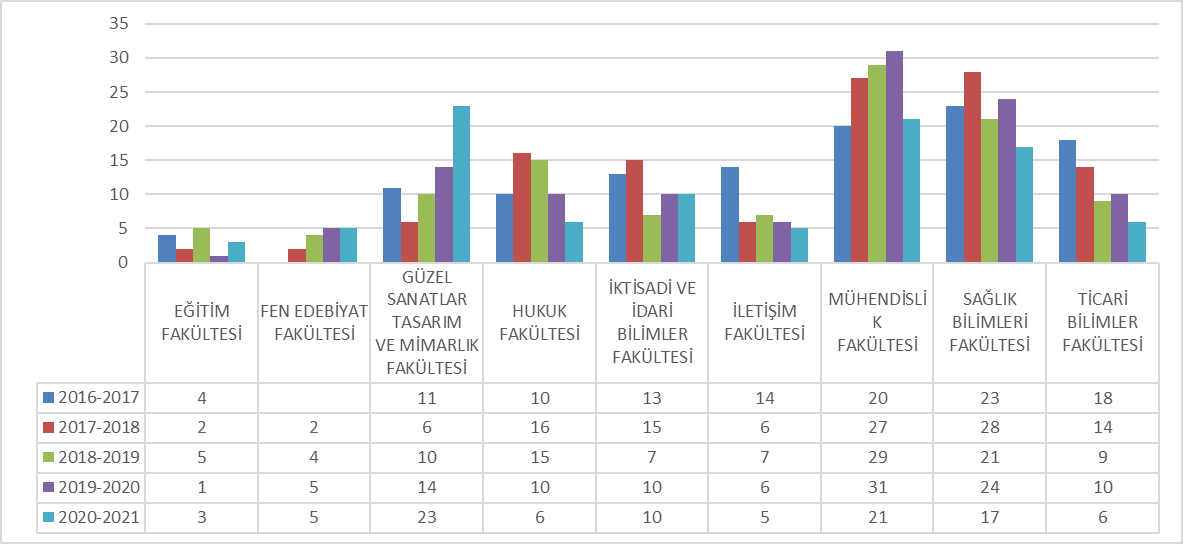 35
30
25
20
15
10
5
0
EĞİTİM
FAKÜLTESİ
FEN EDEBİYAT
FAKÜLTESİ
GÜZEL
SANATLAR
TASARIM
VE MİMARLIK
FAKÜLTESİ
HUKUK
FAKÜLTESİ
İKTİSADİ VE
İDARİ
BİLİMLER
FAKÜLTESİ
İLETİŞİM
FAKÜLTESİ
MÜHENDİSLİ
K
FAKÜLTESİ
SAĞLIK
BİLİMLERİ
FAKÜLTESİ
TİCARİ
BİLİMLER
FAKÜLTESİ
2016-2017 4 11 10 13 14 20 23 18
2017-2018 2 2 6 16 15 6 27 28 14
2018-2019 5 4 10 15 7 7 29 21 9
2019-2020 1 5 14 10 10 6 31 24 10
2020-2021 3 5 23 6 10 5 21 17 6